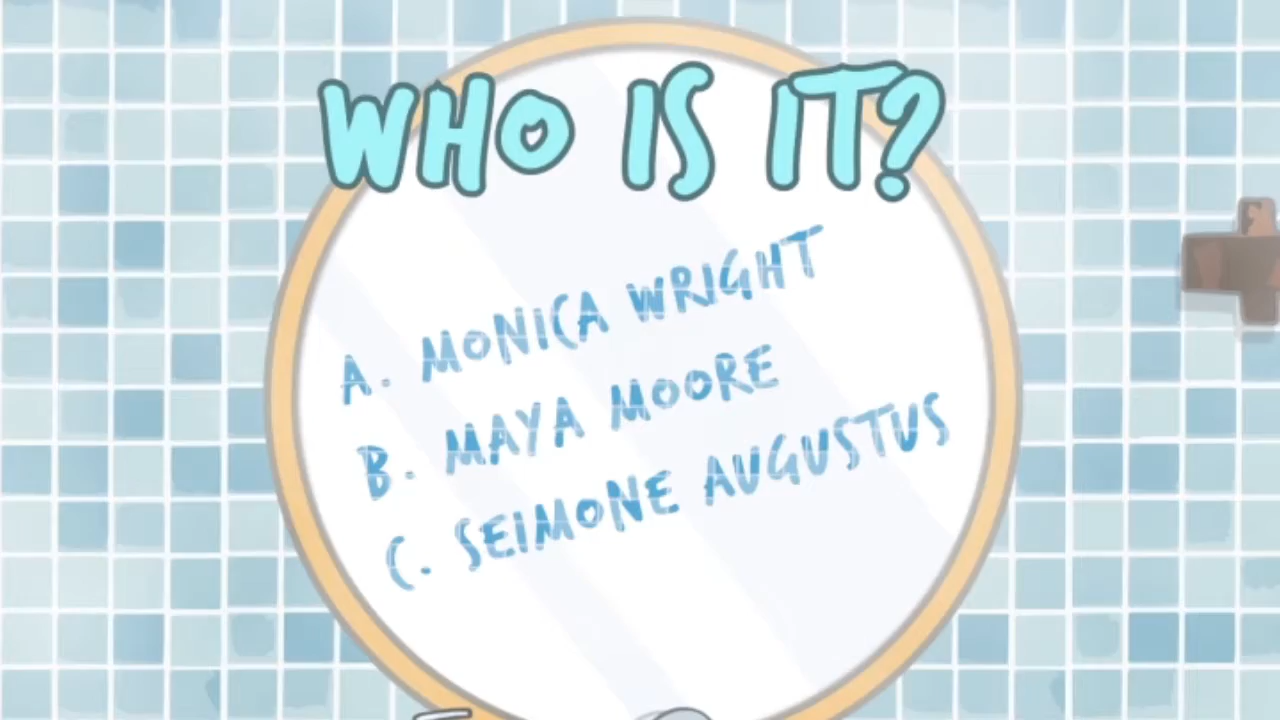 WHO IS IT?
A. MONICA WRIGHT
B. MAYA MOORE
C. SEIMONE AUGUSTUS